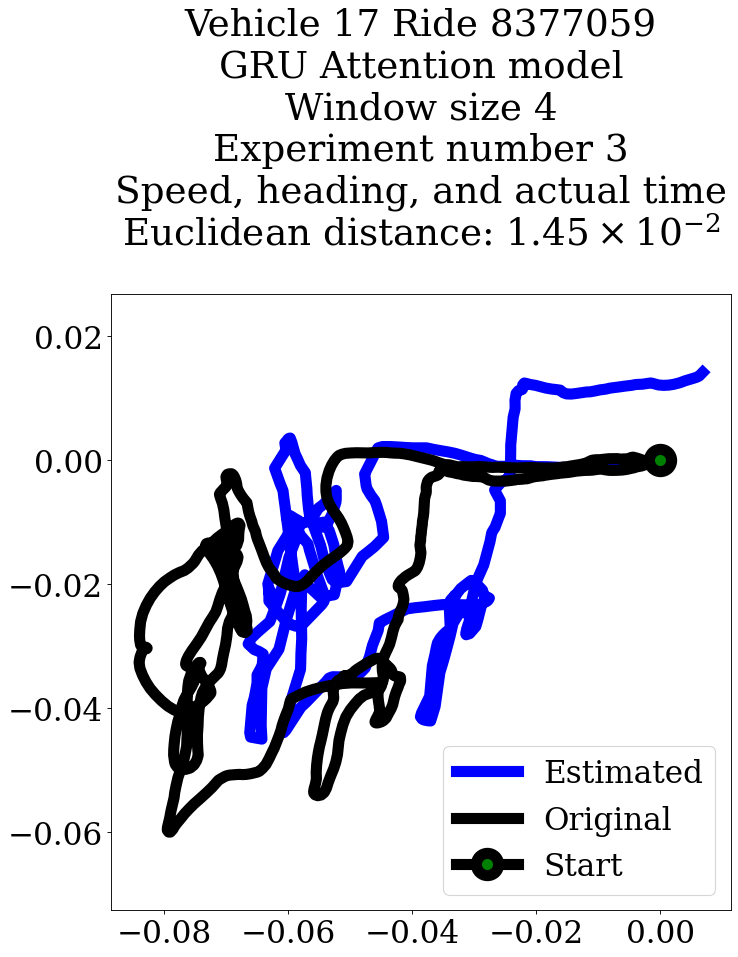 Vehicle 17 Ride 8377059
GRU Attention model
Window size 4
Experiment number 3
Speed, heading, and actual time
Euclidean distance: 1.45 × 10⁻²
0.02
0.00
−0.02
−0.04
−0.06
Estimated
Original
Start
−0.08 −0.06 −0.04 −0.02 0.00